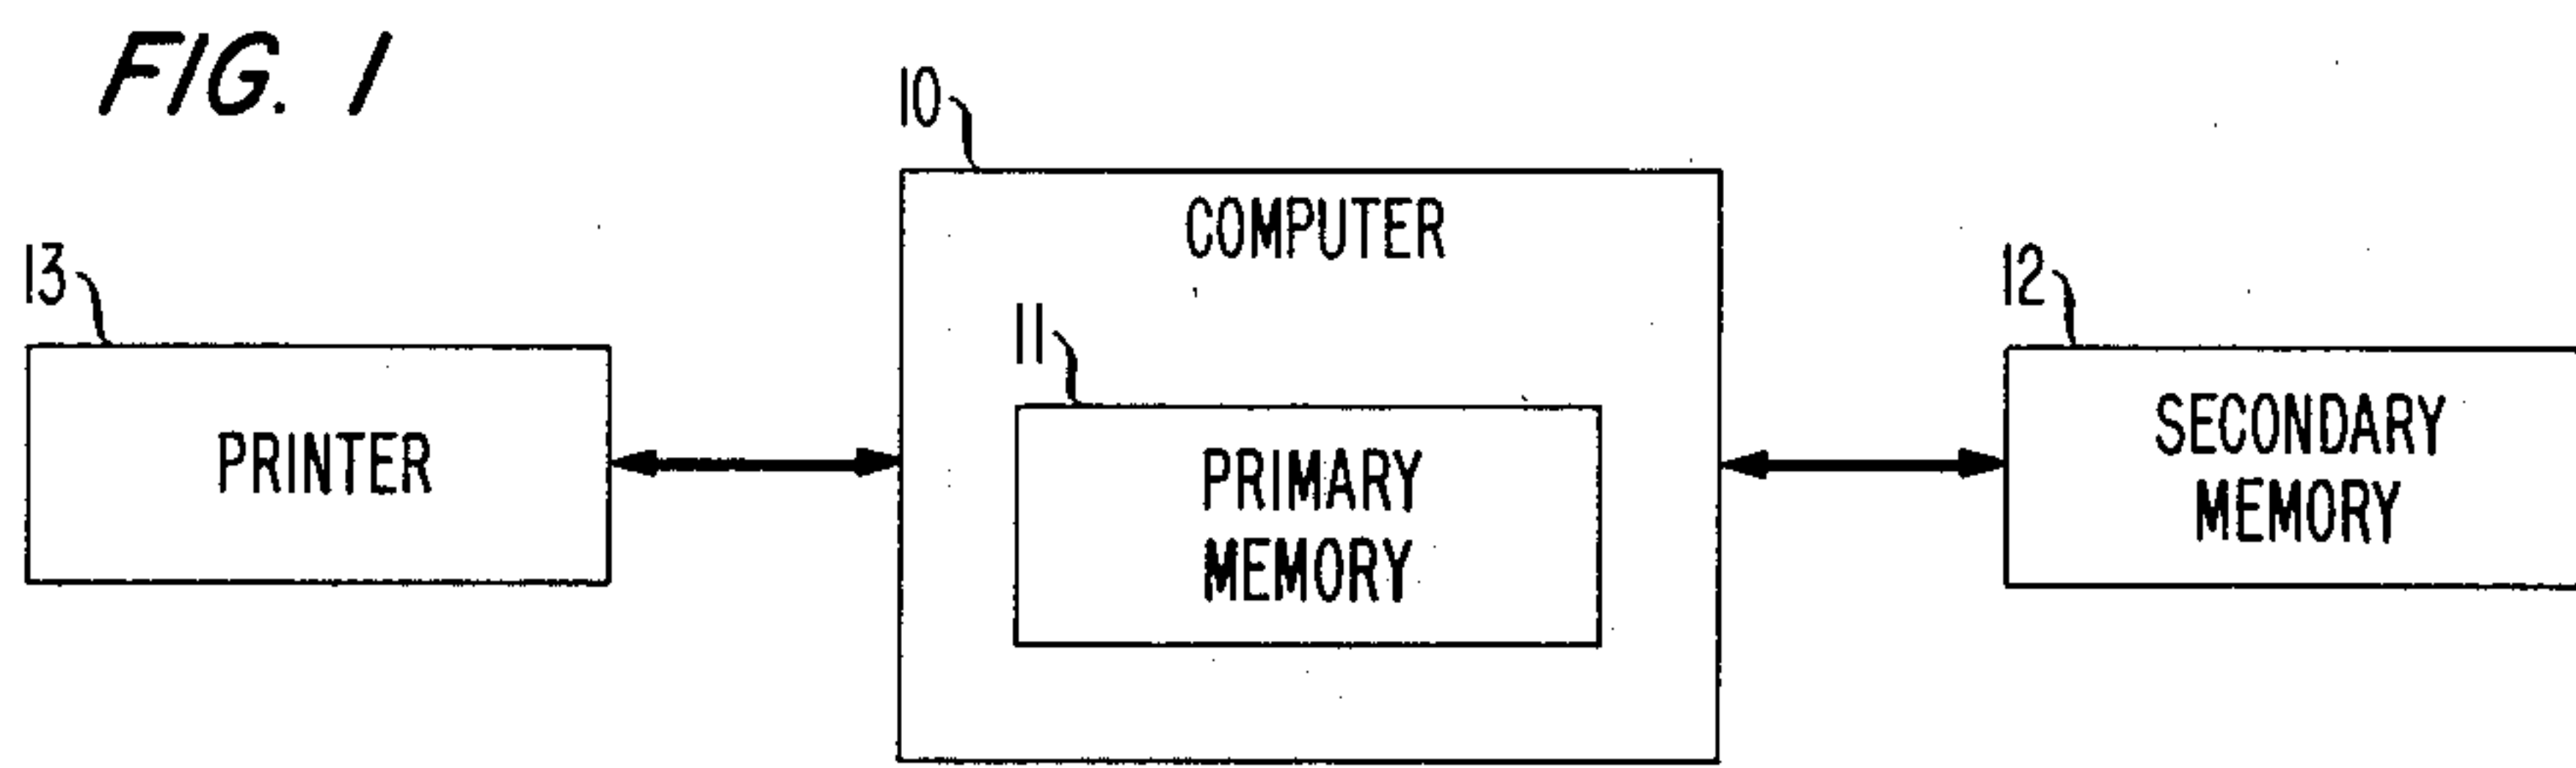 FIG. 1
10
COMPUTER
13
11
12
PRINTER
PRIMARY
MEMORY
SECONDARY
MEMORY